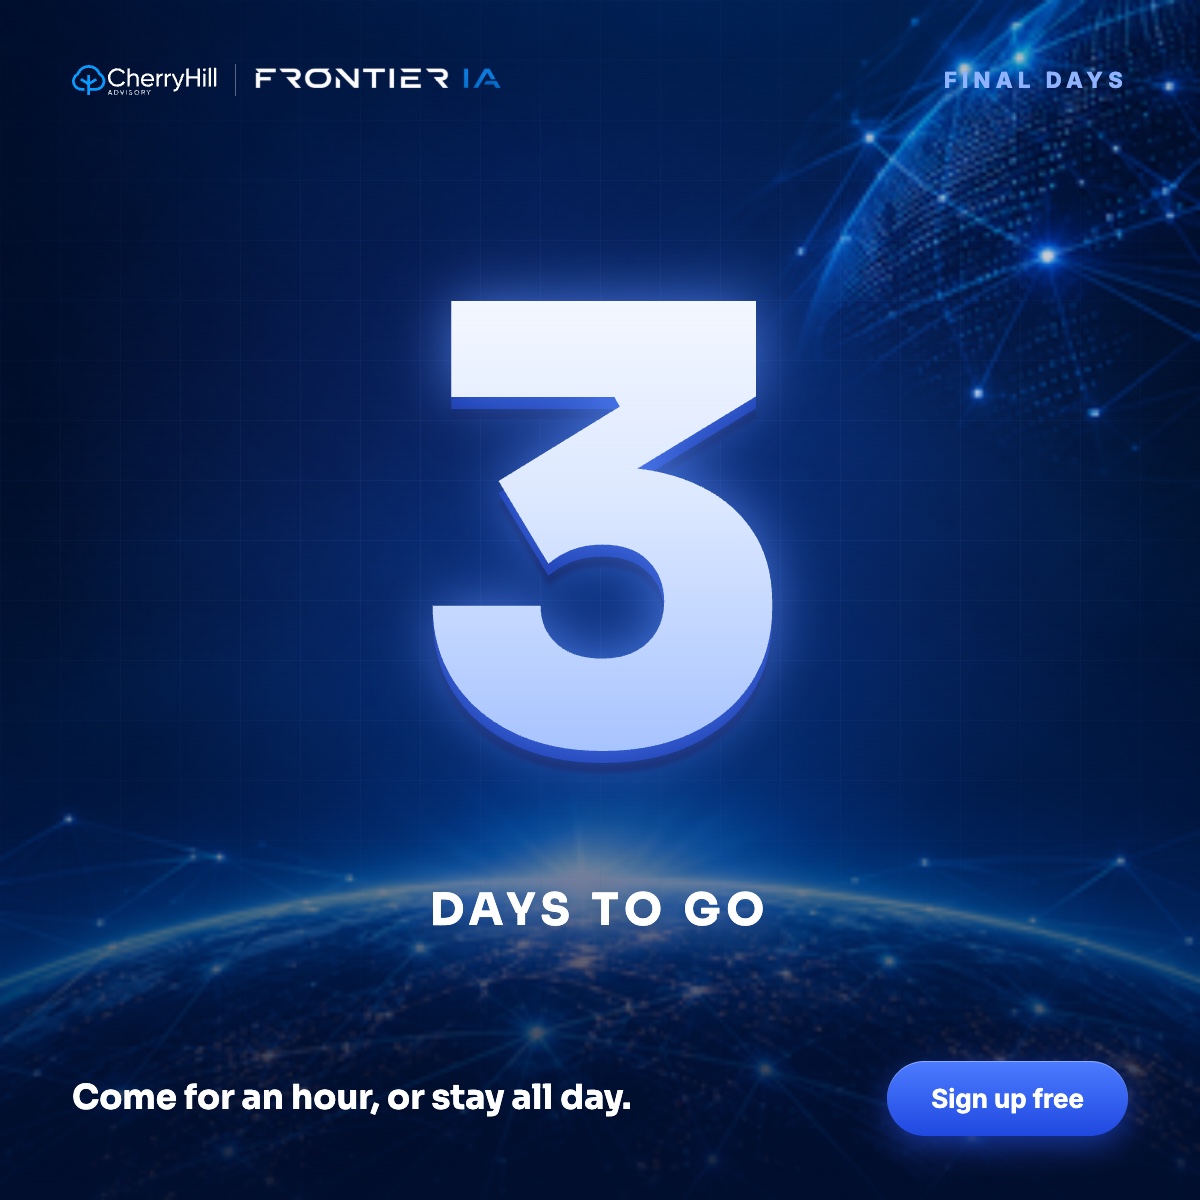 CherryHill
ADVISORY
FRONTIER IA
FINAL DAYS
3
DAYS TO GO
Come for an hour, or stay all day.
Sign up free